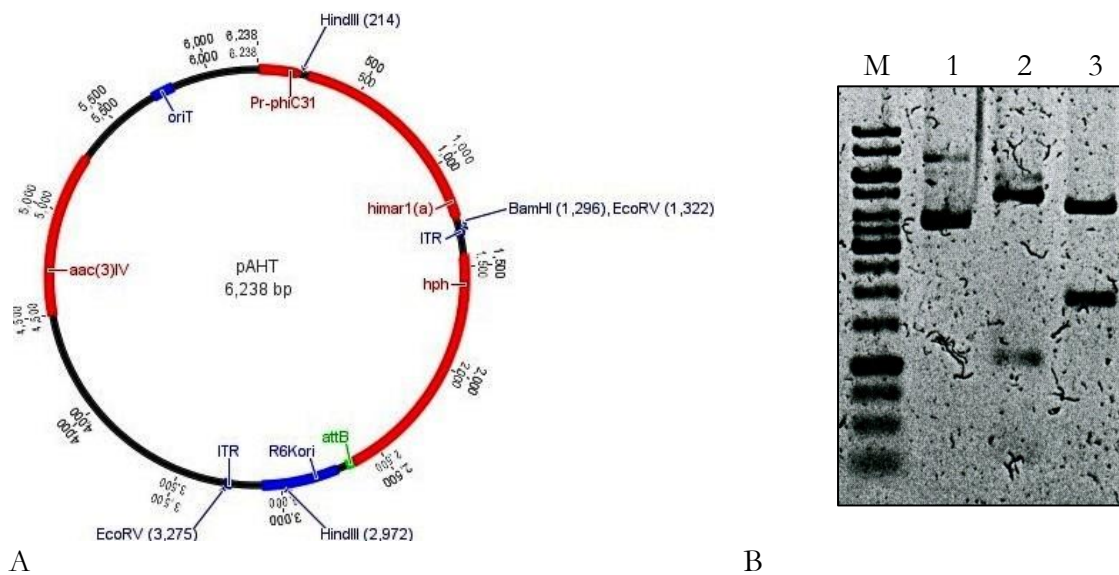 HindIII (214)
6,238
6,238
6,000
6,000
500
500
Pr-phiC31
oriT
5,500
5,500
1,000
1,000
5,000
5,000
himar1(a)
BamHI (1,296), EcoRV (1,322)
ITR
1,500
1,500
pAHT
6,238 bp
hph
aac(3)IV
4,500
4,500
2,000
2,000
4,000
4,000
attB
ITR
R6Kori
2,500
2,500
3,500
3,500
3,000
3,000
EcoRV (3,275)
HindIII (2,972)
A
M 1 2 3
B